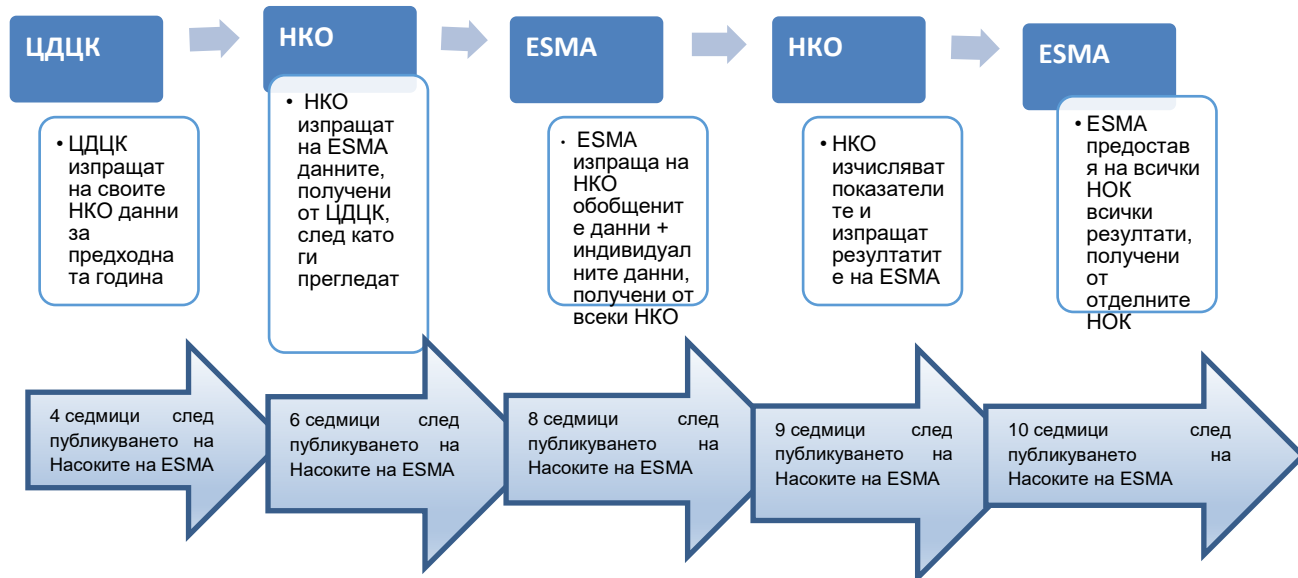 ЦДЦК
НКО
ESMA
НКО
ESMA
• ЦДЦК
изпращат
на своите
НКО данни
за
предходна
та година
• НКО
изпращат
на ESMA
данните,
получени
от ЦДЦК,
след като
ги
прегледат
• ESMA
изпраща на
НКО
обобщенит
е данни +
индивидуал
ните данни,
получени от
всеки НКО
• НКО
изчисляват
показатели
те и
изпращат
резултатит
е на ESMA
• ESMA
предостав
я на всички
НОК
всички
резултати,
получени
от
отделните
НОК
4 седмици след
публикуването на
Насоките на ESMA
6 седмици след
публикуването на
Насоките на ESMA
8 седмици след
публикуването на
Насоките на ESMA
9 седмици след
публикуването на
Насоките на ESMA
10 седмици след
публикуването на
Насоките на ESMA